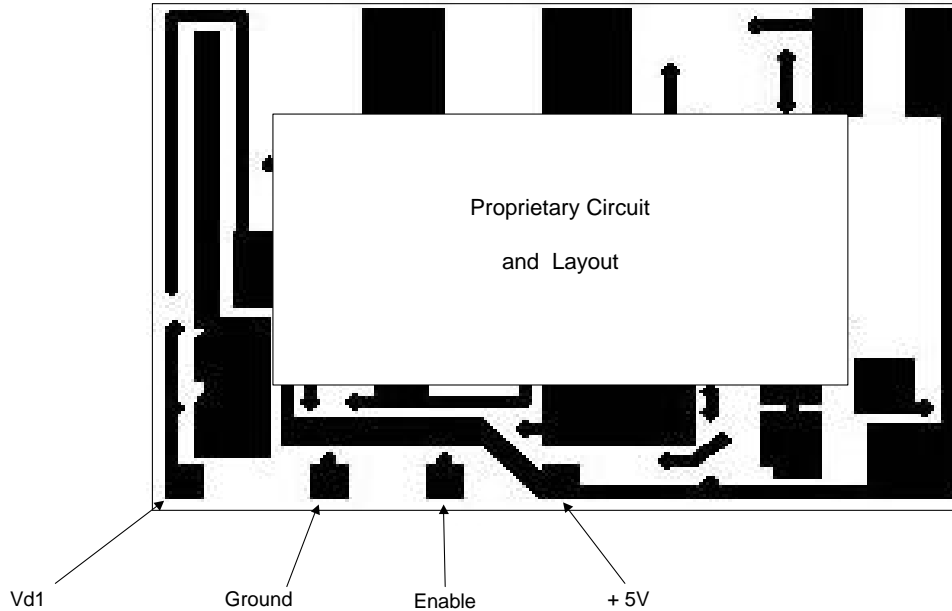 Proprietary Circuit
and Layout
Vd1
Ground
Enable
+ 5V